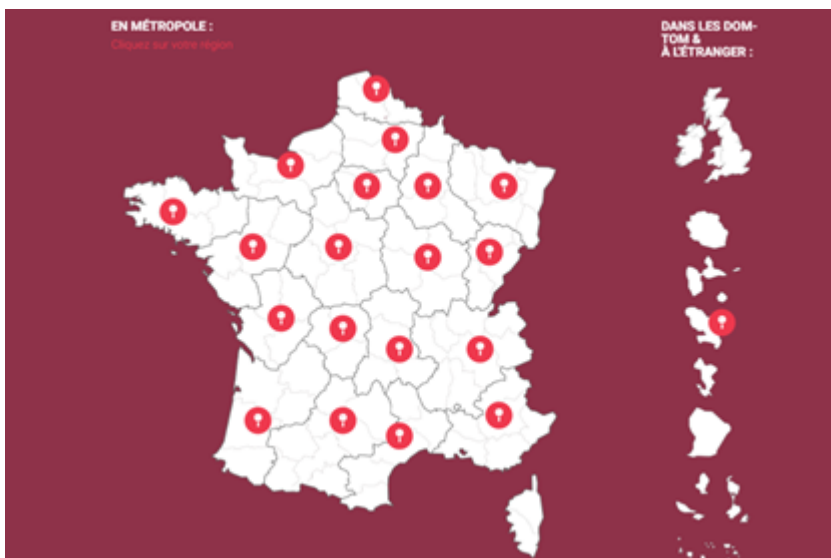 EN MÉTROPOLE :
Cliquez sur votre région
DANS LES DOM-
TOM &
À L'ÉTRANGER :